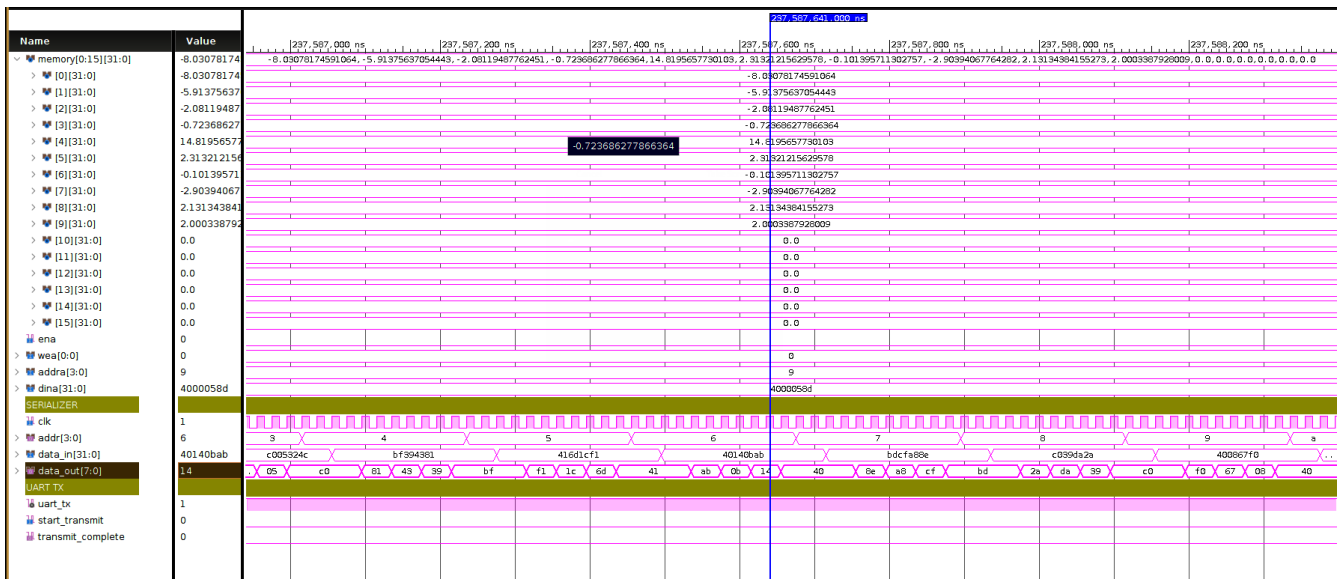 237,587,641.000 ns
Name Value 237,587,000 ns 237,587,200 ns 237,587,400 ns 237,587,600 ns 237,587,800 ns 237,588,000 ns 237,588,200 ns
memory[0:15][31:0] -8.03078174 -8.03078174591064,-5.91375637054443,-2.08119487762451,-0.723686277866364,14.8195657730103,2.31321215629578,-0.101395711302757,-2.90394067764282,2.13134384155273,2.0003387928009,0.0,0.0,0.0,0.0,0.0,0.0
[0][31:0] -8.03078174 -8.03078174591064
[1][31:0] -5.91375637 -5.91375637054443
[2][31:0] -2.08119487 -2.08119487762451
[3][31:0] -0.72368627 -0.723686277866364
[4][31:0] 14.81956577 -0.723686277866364 14.8195657730103
[5][31:0] 2.313212156 2.31321215629578
[6][31:0] -0.10139571 -0.101395711302757
[7][31:0] -2.90394067 -2.90394067764282
[8][31:0] 2.131343841 2.13134384155273
[9][31:0] 2.000338792 2.0003387928009
[10][31:0] 0.0 0.0
[11][31:0] 0.0 0.0
[12][31:0] 0.0 0.0
[13][31:0] 0.0 0.0
[14][31:0] 0.0 0.0
[15][31:0] 0.0 0.0
ena 0
wea[0:0] 0 0
addra[3:0] 9 9
dina[31:0] 4000058d 4000058d
SERIALIZER
clk 1
addr[3:0] 6 3 4 5 6 7 8 9 a
data_in[31:0] 40140bab c005324c bf394381 416d1cf1 40140bab bdcfa88e c039da2a 400867f0 ..
data_out[7:0] 14 . 05 c0 81 43 39 bf f1 1c 6d 41 ab 0b 14 40 8e a8 cf bd 2a da 39 c0 f0 67 08 40
UART TX
uart_tx 1
start_transmit 0
transmit_complete 0